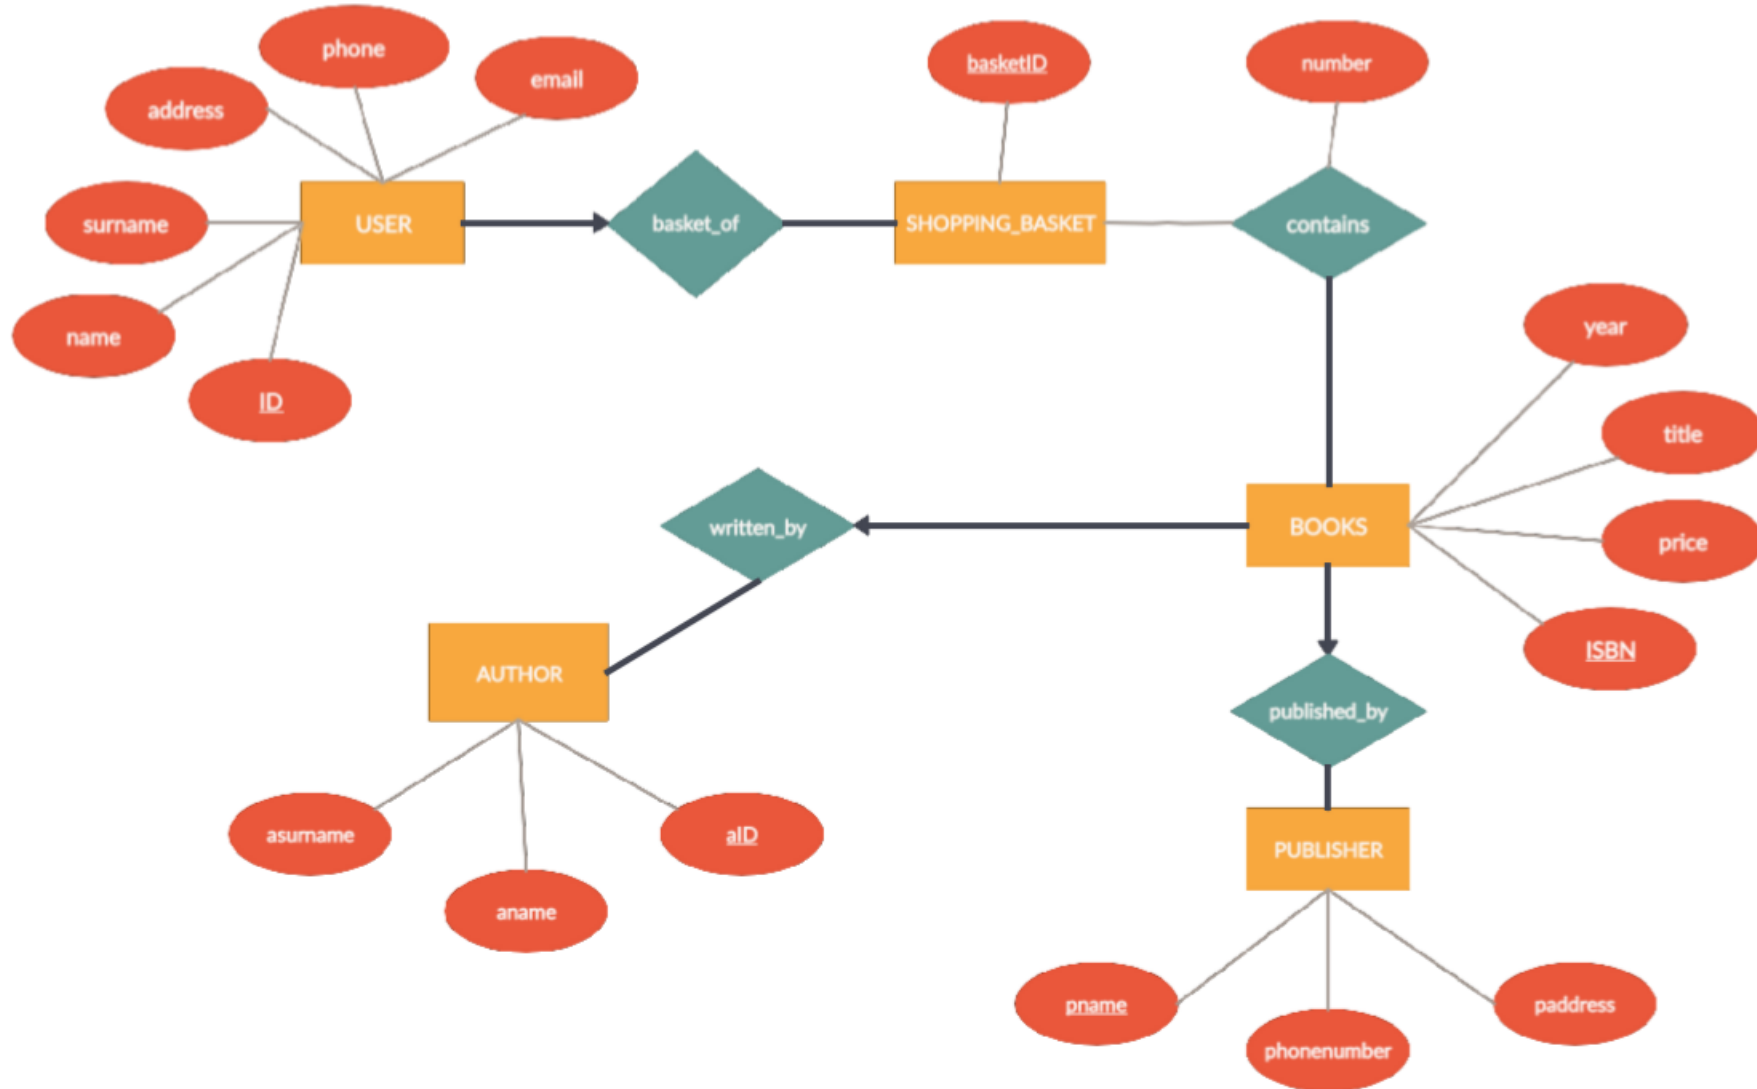 phone
email
address
basketID
number
surname
USER
basket_of
SHOPPING_BASKET
contains
name
ID
year
title
written_by
BOOKS
price
ISBN
AUTHOR
published_by
asurname
aID
PUBLISHER
aname
pname
phonenumber
paddress